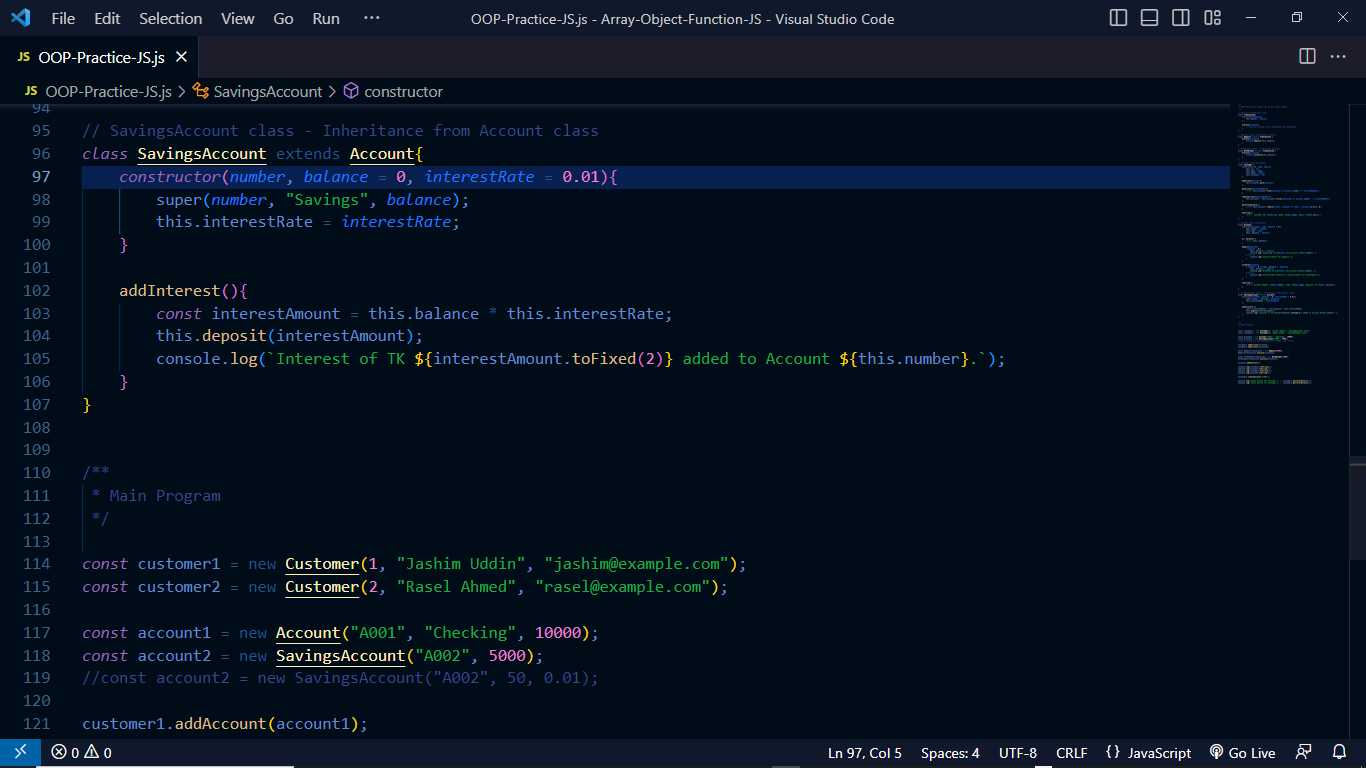 File Edit Selection View Go Run ··· OOP-Practice-JS.js - Array-Object-Function-JS - Visual Studio Code
JS OOP-Practice-JS.js
JS OOP-Practice-JS.js > SavingsAccount > constructor
94
95 // SavingsAccount class - Inheritance from Account class
96 class SavingsAccount extends Account{
97 constructor(number, balance = 0, interestRate = 0.01){
98 super(number, "Savings", balance);
99 this.interestRate = interestRate;
100 }
101
102 addInterest(){
103 const interestAmount = this.balance * this.interestRate;
104 this.deposit(interestAmount);
105 console.log(`Interest of TK ${interestAmount.toFixed(2)} added to Account ${this.number}.`);
106 }
107 }
108
109
110 /**
111 * Main Program
112 */
113
114 const customer1 = new Customer(1, "Jashim Uddin", "jashim@example.com");
115 const customer2 = new Customer(2, "Rasel Ahmed", "rasel@example.com");
116
117 const account1 = new Account("A001", "Checking", 10000);
118 const account2 = new SavingsAccount("A002", 5000);
119 //const account2 = new SavingsAccount("A002", 50, 0.01);
120
121 customer1.addAccount(account1);
0 0 Ln 97, Col 5 Spaces: 4 UTF-8 CRLF {} JavaScript Go Live